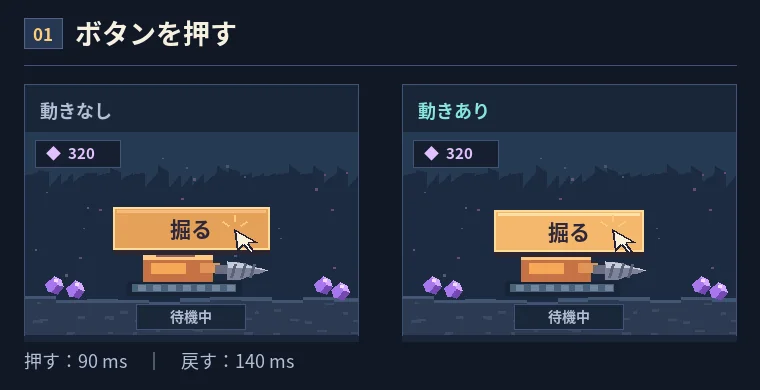 01 ボタンを押す
動きなし
320
掘る
待機中
動きあり
320
掘る
待機中
押す：90 ms ｜ 戻す：140 ms